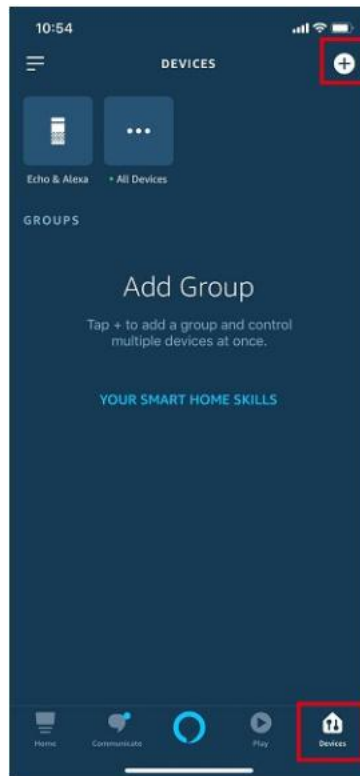 10:54
DEVICES
Echo & Alexa
• All Devices
GROUPS
Add Group
Tap + to add a group and control
multiple devices at once.
YOUR SMART HOME SKILLS
Home
Communicate
Play
Devices